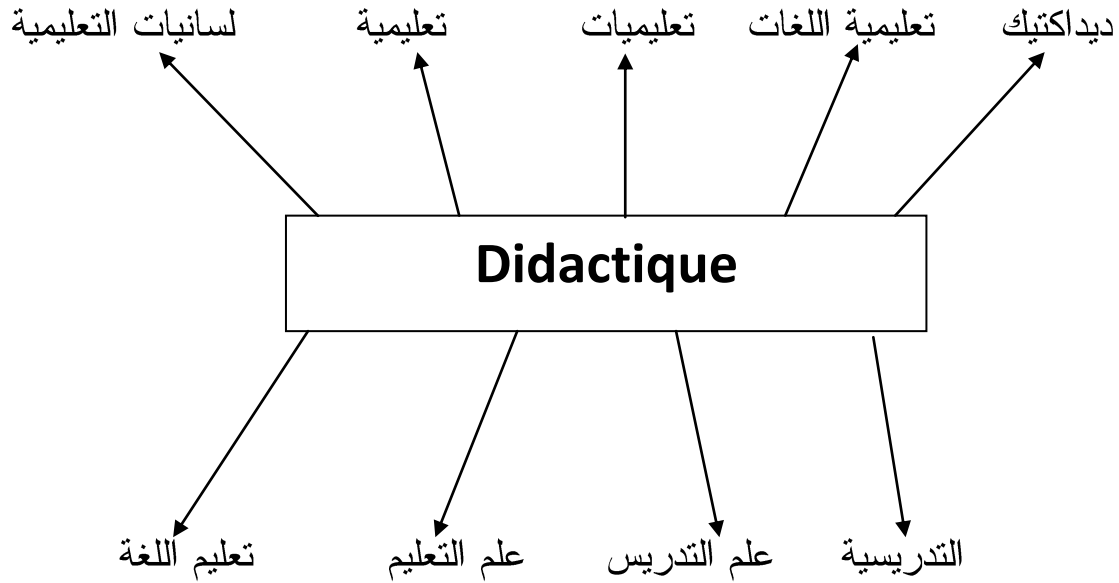 ديداكتيك تعليمية اللغات تعليميات تعليمية لسانيات التعليمية
Didactique
التدريسية علم التدريس علم التعليم تعليم اللغة